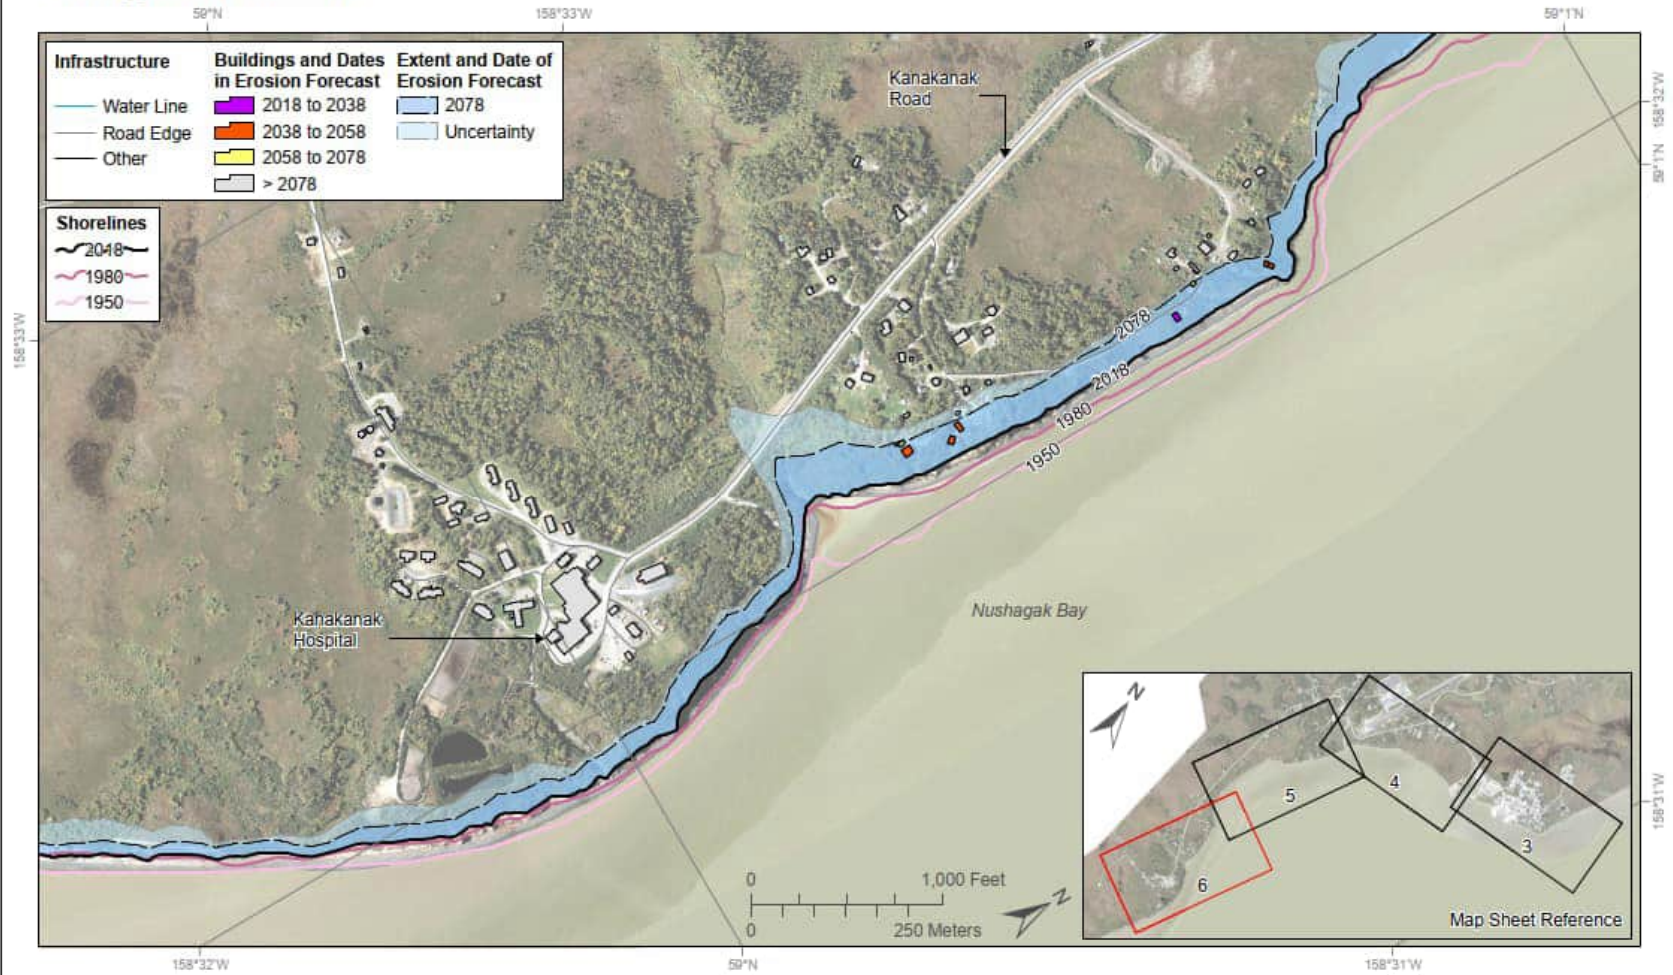 59°N
158°33'W
59°1'N
Infrastructure
Water Line
Road Edge
Other
Buildings and Dates
in Erosion Forecast
2018 to 2038
2038 to 2058
2058 to 2078
> 2078
Extent and Date of
Erosion Forecast
2078
Uncertainty
Shorelines
2018
1980
1950
Kanakanak
Road
158°32'W
59°1'N
158°33'W
2078
2018
1980
1950
Kanakanak
Hospital
Nushagak Bay
N
5
4
3
6
Map Sheet Reference
158°31'W
0
1,000 Feet
0
250 Meters
N
158°32'W
59°N
158°31'W